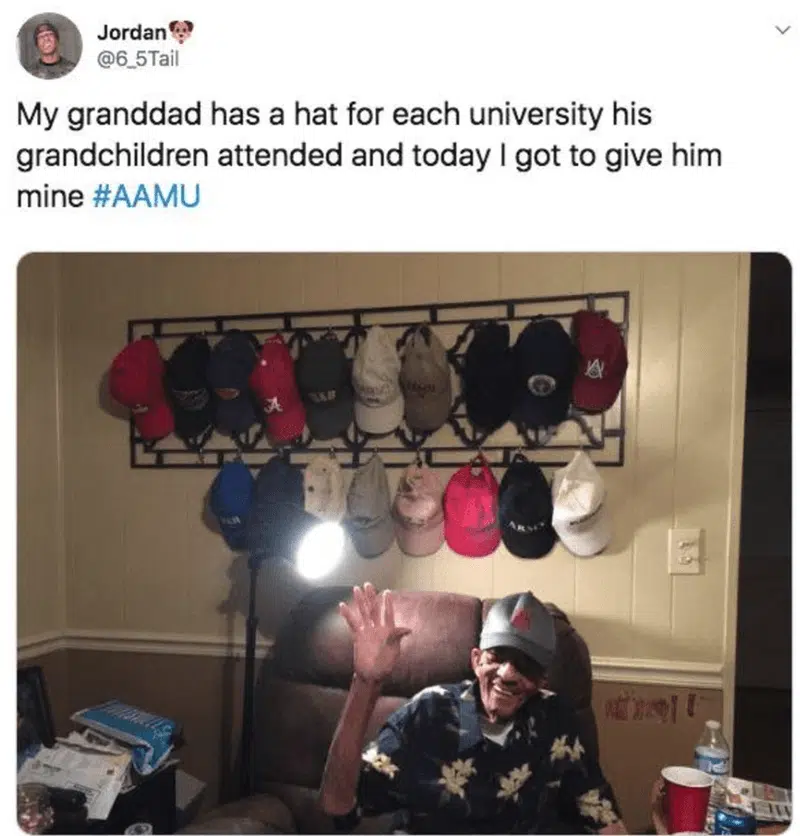 Jordan🐶
@6_5Tail
My granddad has a hat for each university his
grandchildren attended and today I got to give him
mine #AAMU
A
ARMY